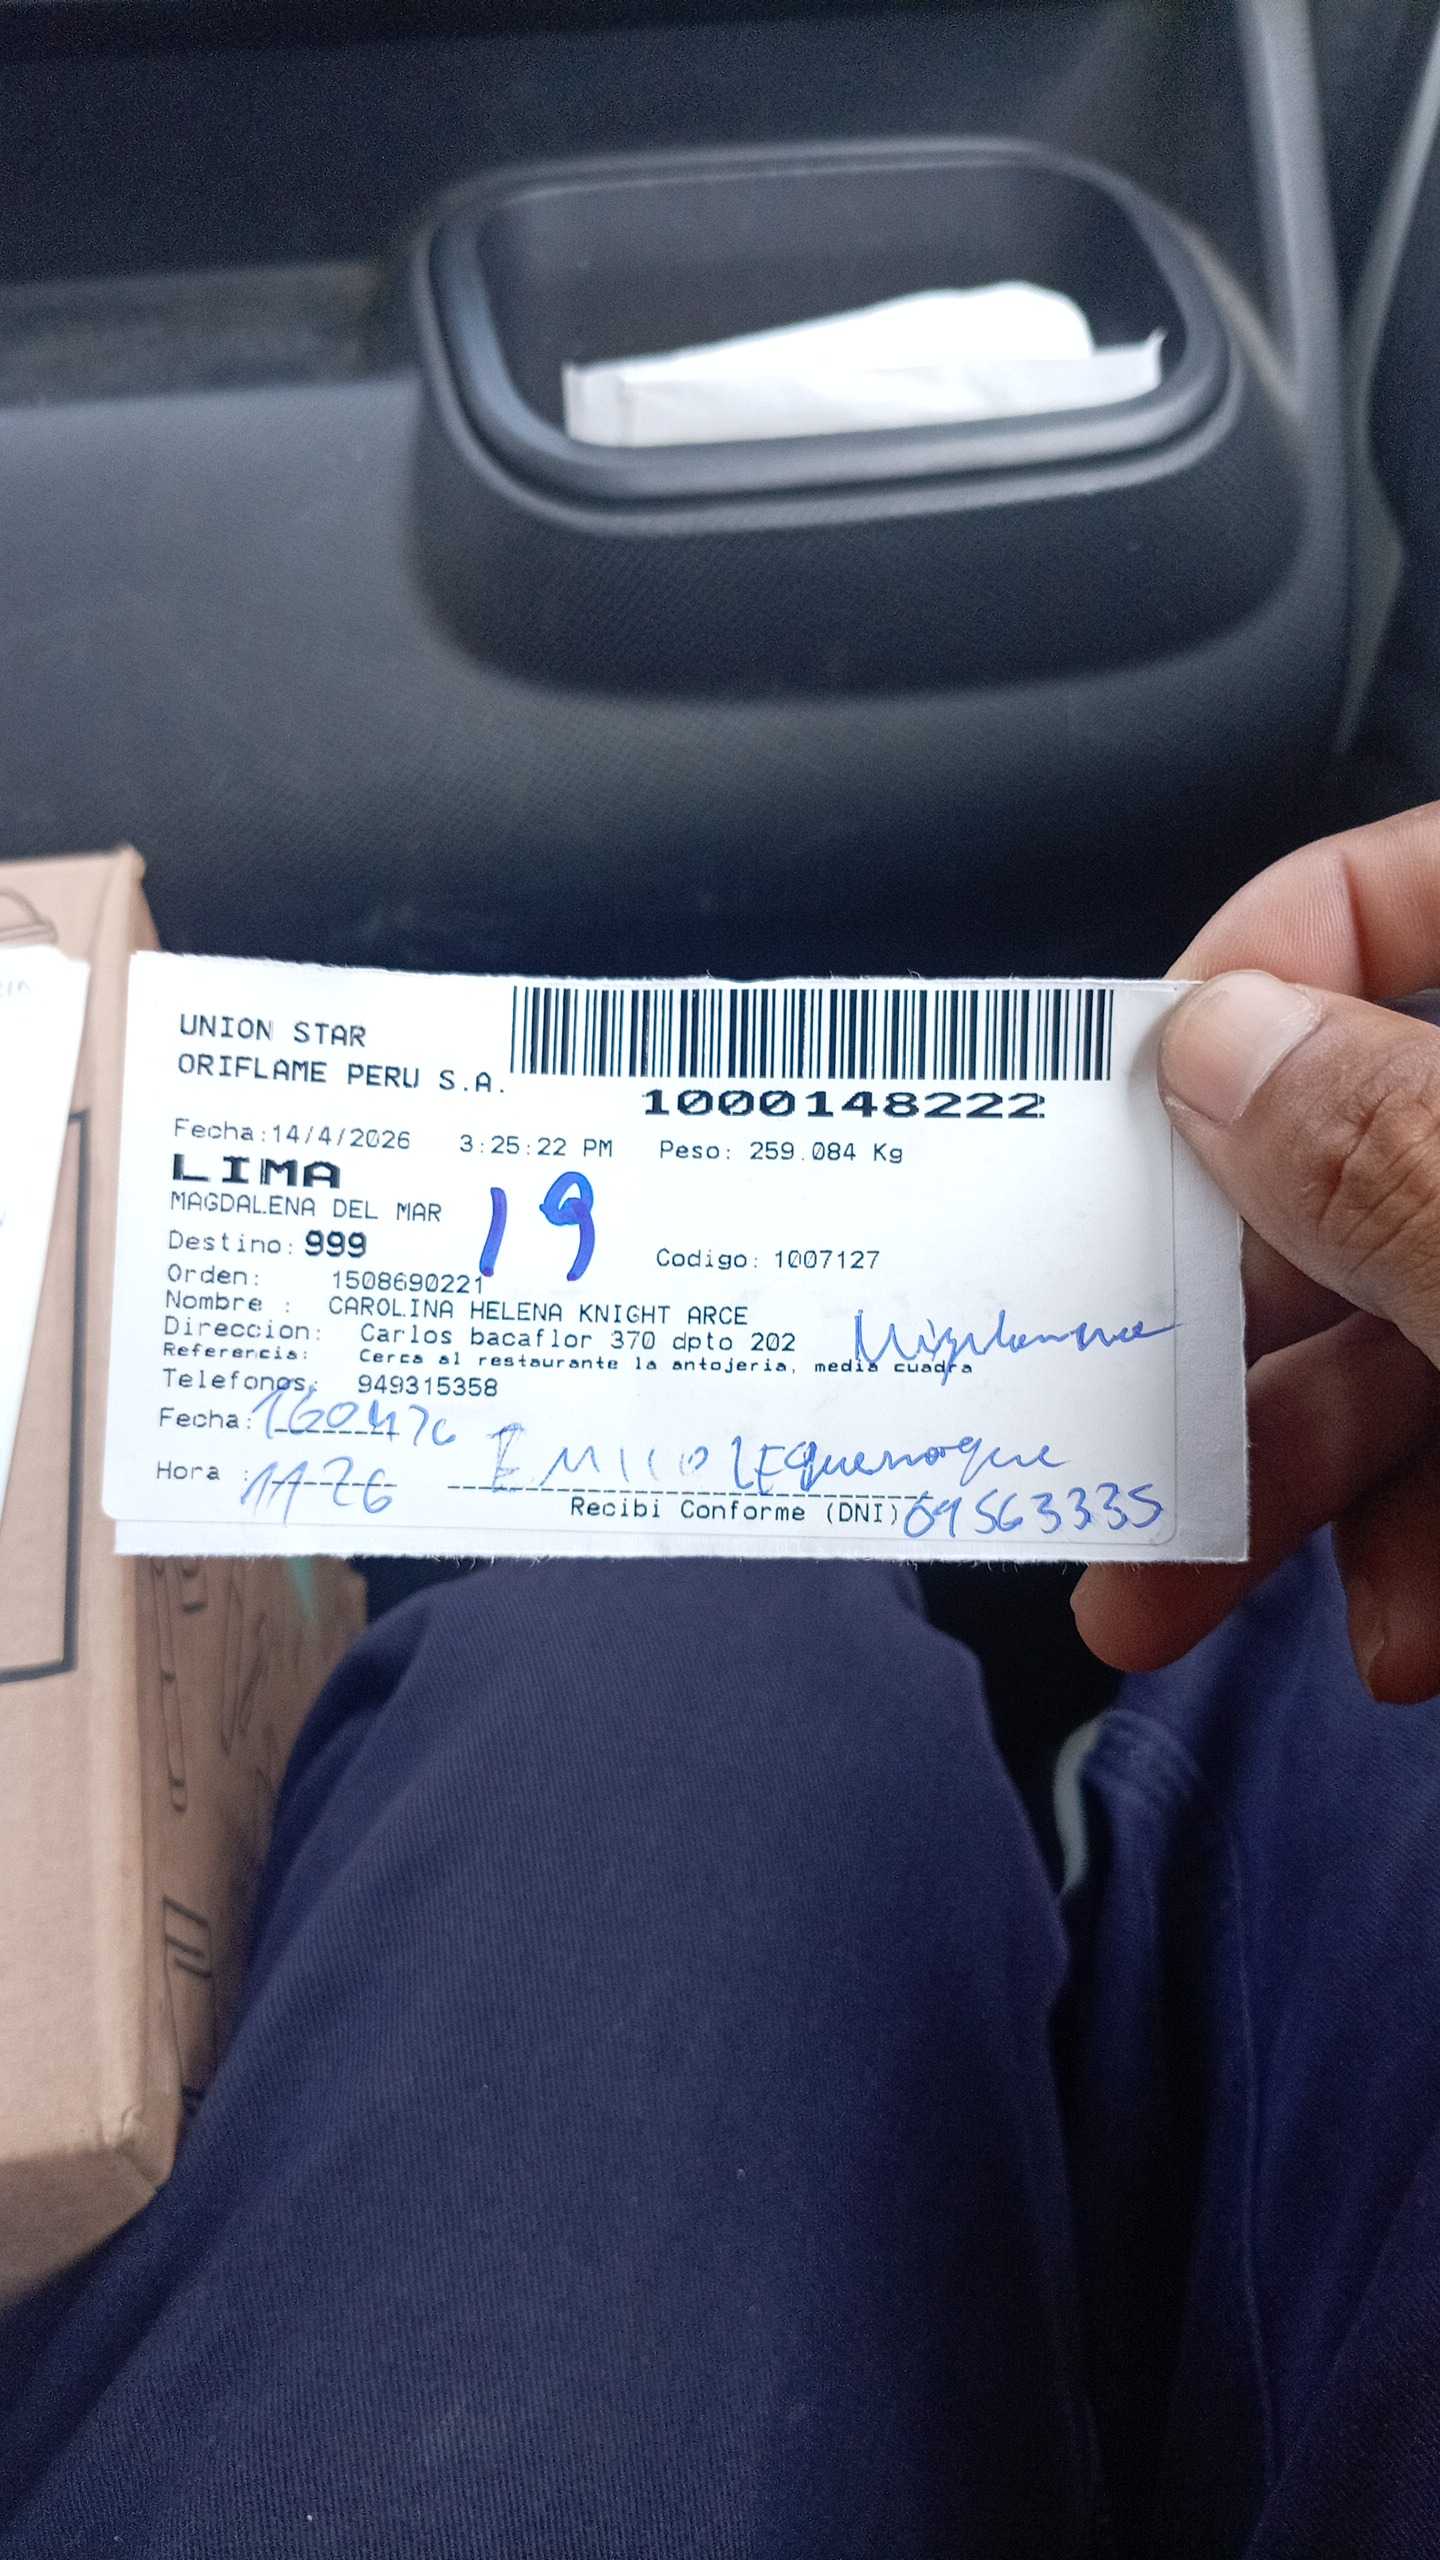 UNION STAR
ORIFLAME PERU S.A.
1000148222
Fecha:14/4/2026 3:25:22 PM Peso: 259.084 Kg
LIMA
MAGDALENA DEL MAR
19
Destino: 999
Codigo: 1007127
Orden: 1508690221
Nombre : CAROLINA HELENA KNIGHT ARCE
Direccion: Carlos bacaflor 370 dpto 202
Referencia: Cerca al restaurante la antojeria, media cuadra
Telefonos: 949315358
Fecha:
Hora : 1126
Recibi Conforme (DNI) 09563335